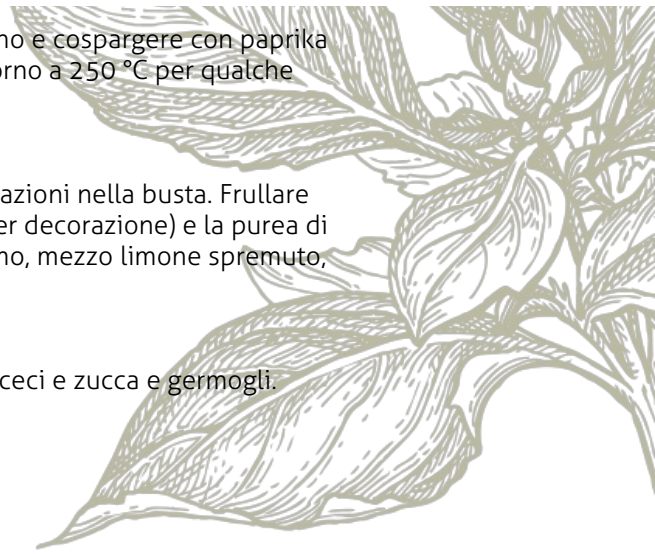 no e cospargere con paprika
orno a 250 °C per qualche
azioni nella busta. Frullare
er decorazione) e la purea di
no, mezzo limone spremuto,
ceci e zucca e germogli.